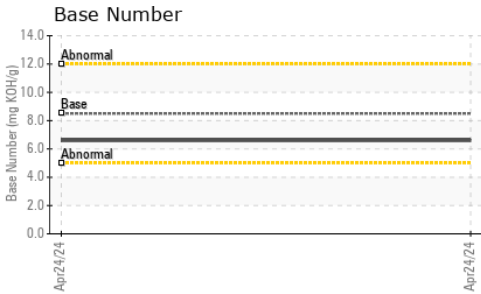 Base Number
Base Number (mg KOH/g)
14.0
Abnormal
12.0
10.0
Base
8.0
6.0
Abnormal
4.0
2.0
0.0
Apr24/24
Apr24/24